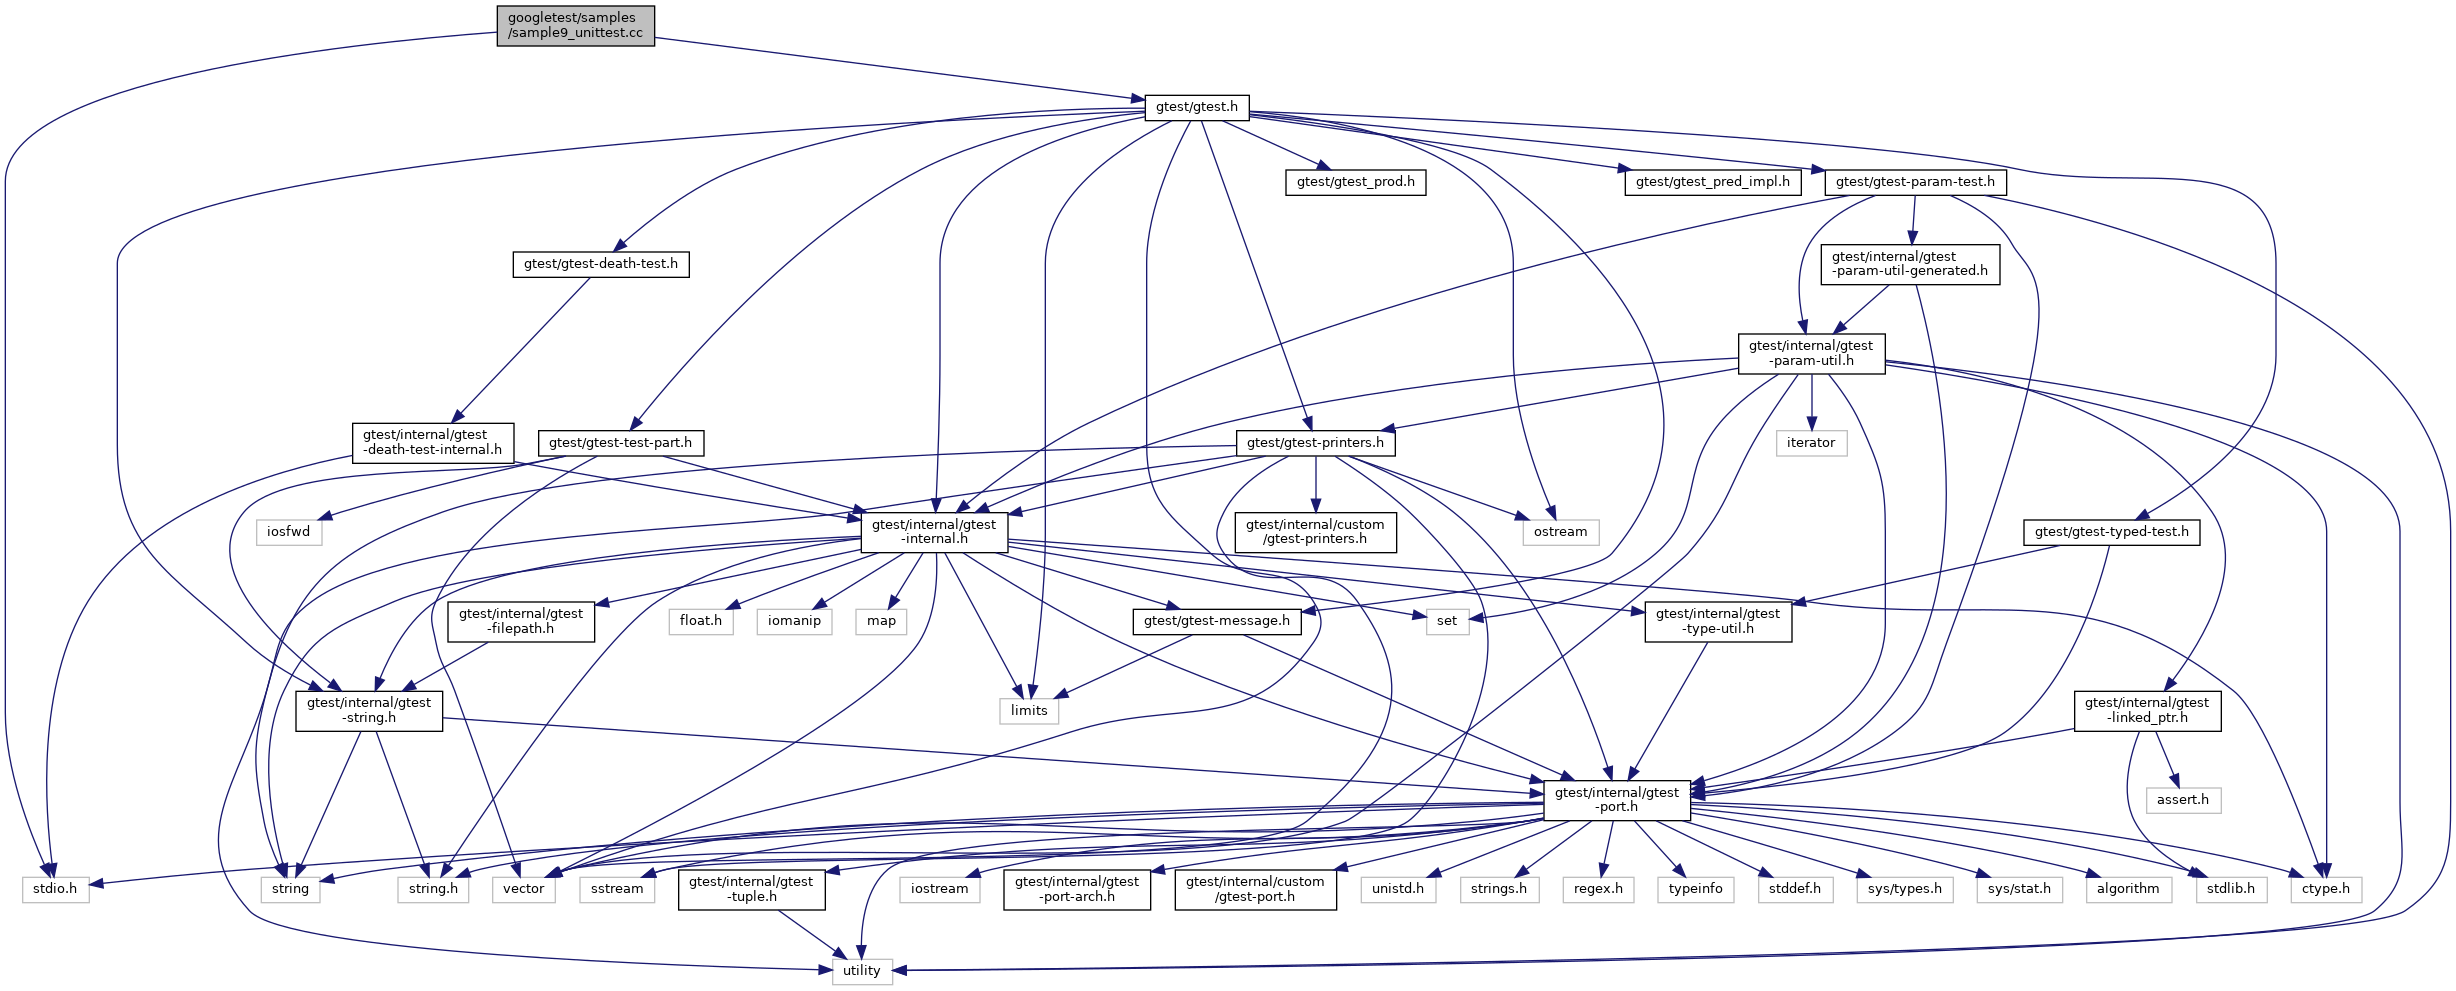 googletest/samples
/sample9_unittest.cc
gtest/gtest.h
gtest/gtest_prod.h
gtest/gtest_pred_impl.h
gtest/gtest-param-test.h
gtest/gtest-death-test.h
gtest/internal/gtest
-param-util-generated.h
gtest/internal/gtest
-param-util.h
gtest/internal/gtest
-death-test-internal.h
gtest/gtest-test-part.h
gtest/gtest-printers.h
iterator
iosfwd
gtest/internal/gtest
-internal.h
gtest/internal/custom
/gtest-printers.h
ostream
gtest/gtest-typed-test.h
gtest/internal/gtest
-filepath.h
float.h
iomanip
map
gtest/gtest-message.h
set
gtest/internal/gtest
-type-util.h
gtest/internal/gtest
-string.h
limits
gtest/internal/gtest
-linked_ptr.h
gtest/internal/gtest
-port.h
assert.h
stdio.h
string
string.h
vector
sstream
gtest/internal/gtest
-tuple.h
iostream
gtest/internal/gtest
-port-arch.h
gtest/internal/custom
/gtest-port.h
unistd.h
strings.h
regex.h
typeinfo
stddef.h
sys/types.h
sys/stat.h
algorithm
stdlib.h
ctype.h
utility